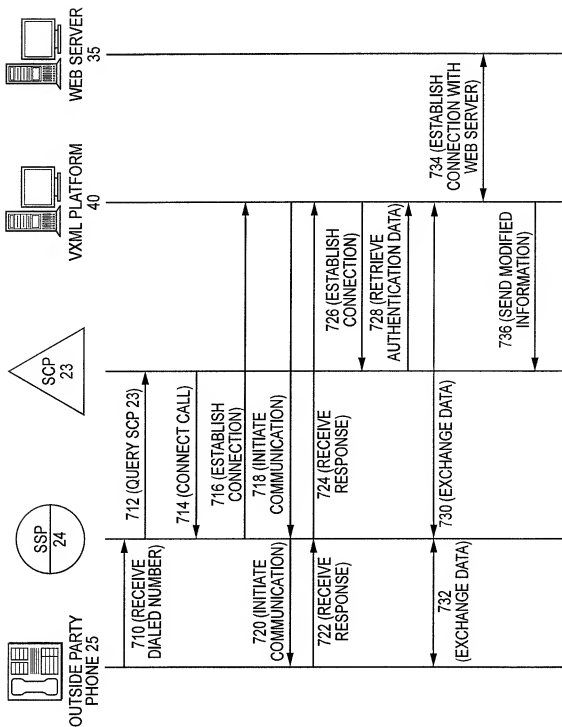 OUTSIDE PARTY
PHONE 25
SSP
24
SCP
23
VXML PLATFORM
40
WEB SERVER
35
710 (RECEIVE
DIALED NUMBER)
712 (QUERY SCP 23)
714 (CONNECT CALL)
716 (ESTABLISH
CONNECTION)
718 (INITIATE
COMMUNICATION)
720 (INITIATE
COMMUNICATION)
722 (RECEIVE
RESPONSE)
724 (RECEIVE
RESPONSE)
726 (ESTABLISH
CONNECTION)
728 (RETRIEVE
AUTHENTICATION DATA)
730 (EXCHANGE DATA)
732
(EXCHANGE DATA)
734 (ESTABLISH
CONNECTION WITH
WEB SERVER)
736 (SEND MODIFIED
INFORMATION)